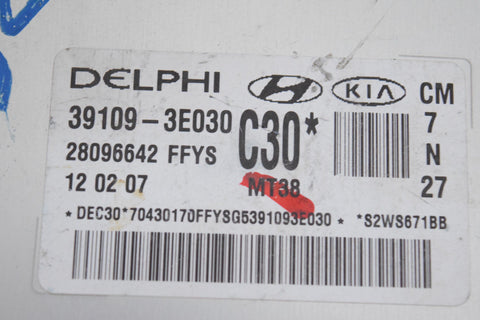 DELPHI KIA CM
39109-3E030 C30* 7
28096642 FFYS N
12 02 07 MT38 27
*DEC30*70430170FFYSG5391093E030* *S2WS671BB